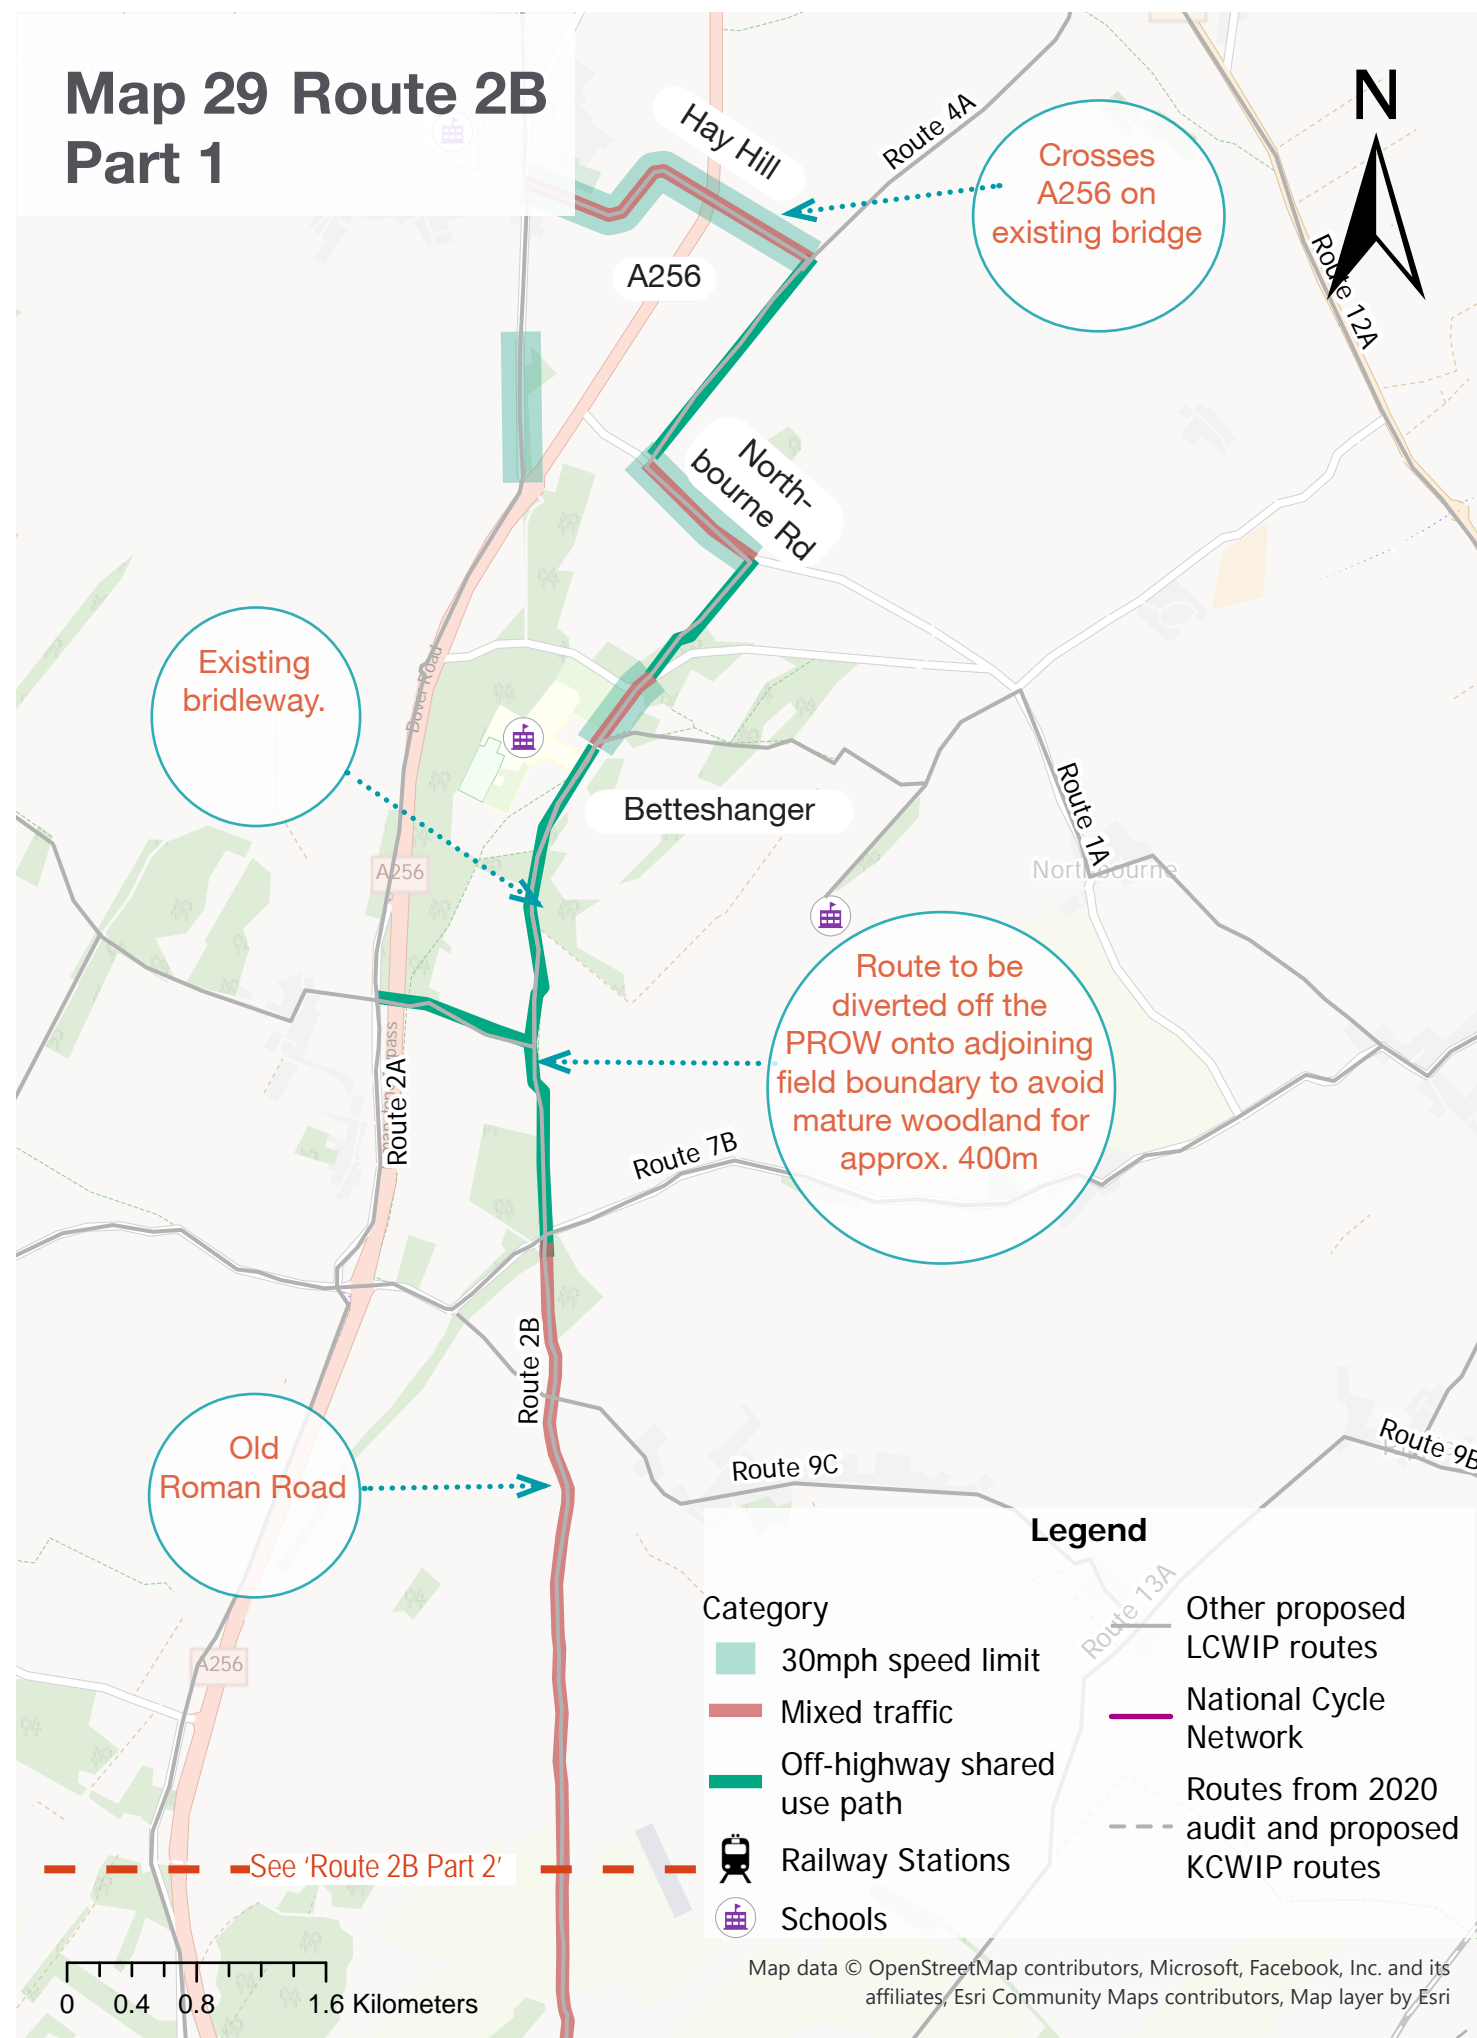 Map 29 Route 2B
Part 1
N
Hay Hill
Route 4A
Crosses
A256 on
existing bridge
Route 12A
A256
North-
bourne Rd
Existing
bridleway.
Dover Road
Betteshanger
Route 1A
A256
Northbourne
Route to be
diverted off the
PROW onto adjoining
field boundary to avoid
mature woodland for
approx. 400m
Route 2A
Route 7B
Route 2B
Old
Roman Road
Route 9C
Route 9B
Route 13A
A256
Legend
Category
30mph speed limit
Mixed traffic
Off-highway shared
use path
Railway Stations
Schools
Other proposed
LCWIP routes
National Cycle
Network
Routes from 2020
audit and proposed
KCWIP routes
See ‘Route 2B Part 2’
0 0.4 0.8 1.6 Kilometers
Map data © OpenStreetMap contributors, Microsoft, Facebook, Inc. and its
affiliates, Esri Community Maps contributors, Map layer by Esri